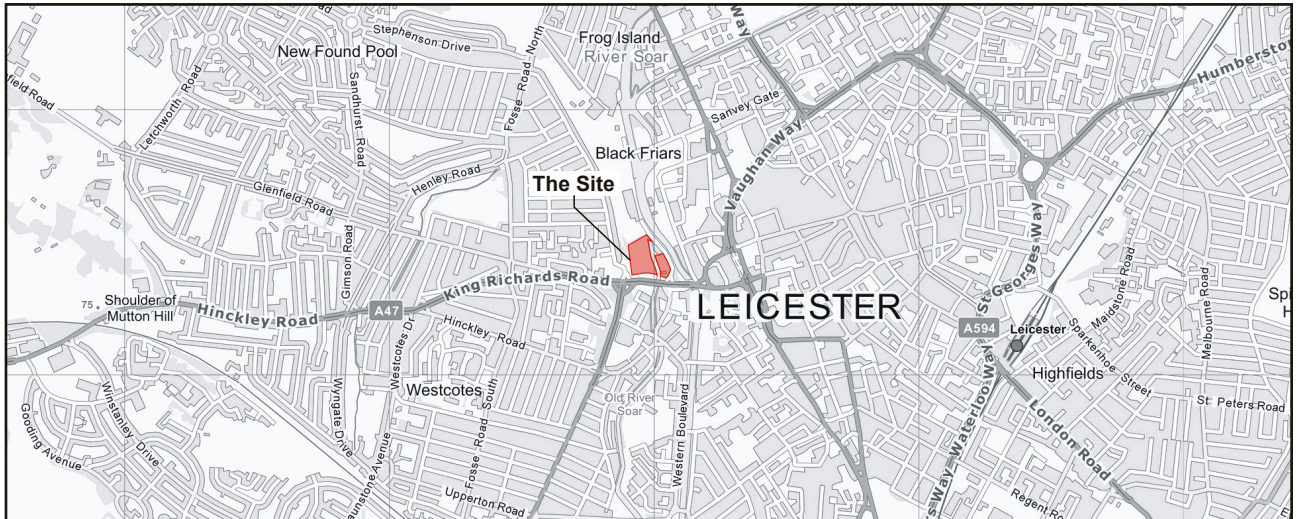 Stephenson Drive
New Found Pool
Frog Island
River Soar
Way
Humberston
field Road
Letchworth Road
Sandhurst Road
Fosse Road North
Sanvey Gate
Vaughan Way
Black Friars
The Site
Henley Road
Glenfield Road
Gimson Road
75
Shoulder of
Mutton Hill
Hinckley Road
A47
King Richards Road
LEICESTER
St Georges Way
Maidstone Road
Melbourne Road
Spi
H
A594
Leicester
Sparkenhoe Street
Highfields
Westcotes Dr
Hinckley Road
Westcotes
Fosse Road South
Old River
Soar
Western Boulevard
Waterloo Way
St Peters Road
London Road
Wyngate Drive
Winstanley Drive
Gooding Avenue
aunstone Avenue
Upperton Road
s Way
Regent Ro